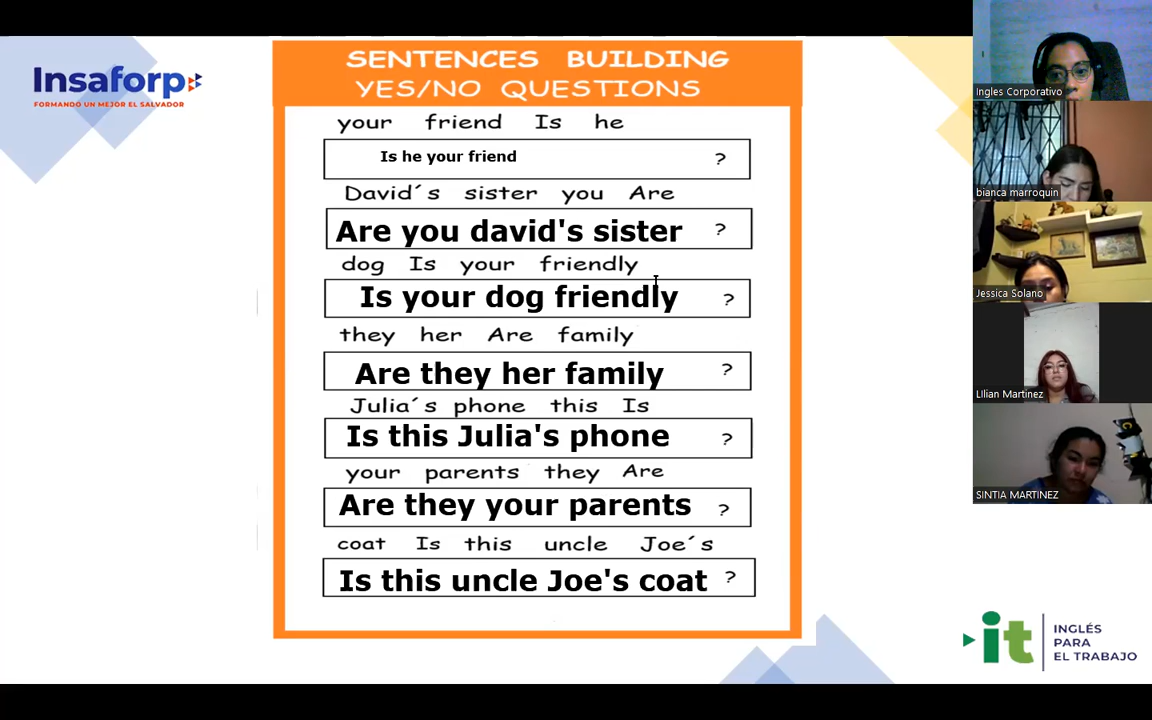 Insaforp
FORMANDO UN MEJOR EL SALVADOR
SENTENCES BUILDING
YES/NO QUESTIONS
your friend Is he
Is he your friend ?
David´s sister you Are
Are you david's sister ?
dog Is your friendly
Is your dog friendly ?
they her Are family
Are they her family ?
Julia´s phone this Is
Is this Julia's phone ?
your parents they Are
Are they your parents ?
coat Is this uncle Joe´s
Is this uncle Joe's coat ?
Ingles Corporativo
bianca marroquin
Jessica Solano
LIlian Martinez
SINTIA MARTINEZ
it
INGLÉS
PARA
EL TRABAJO